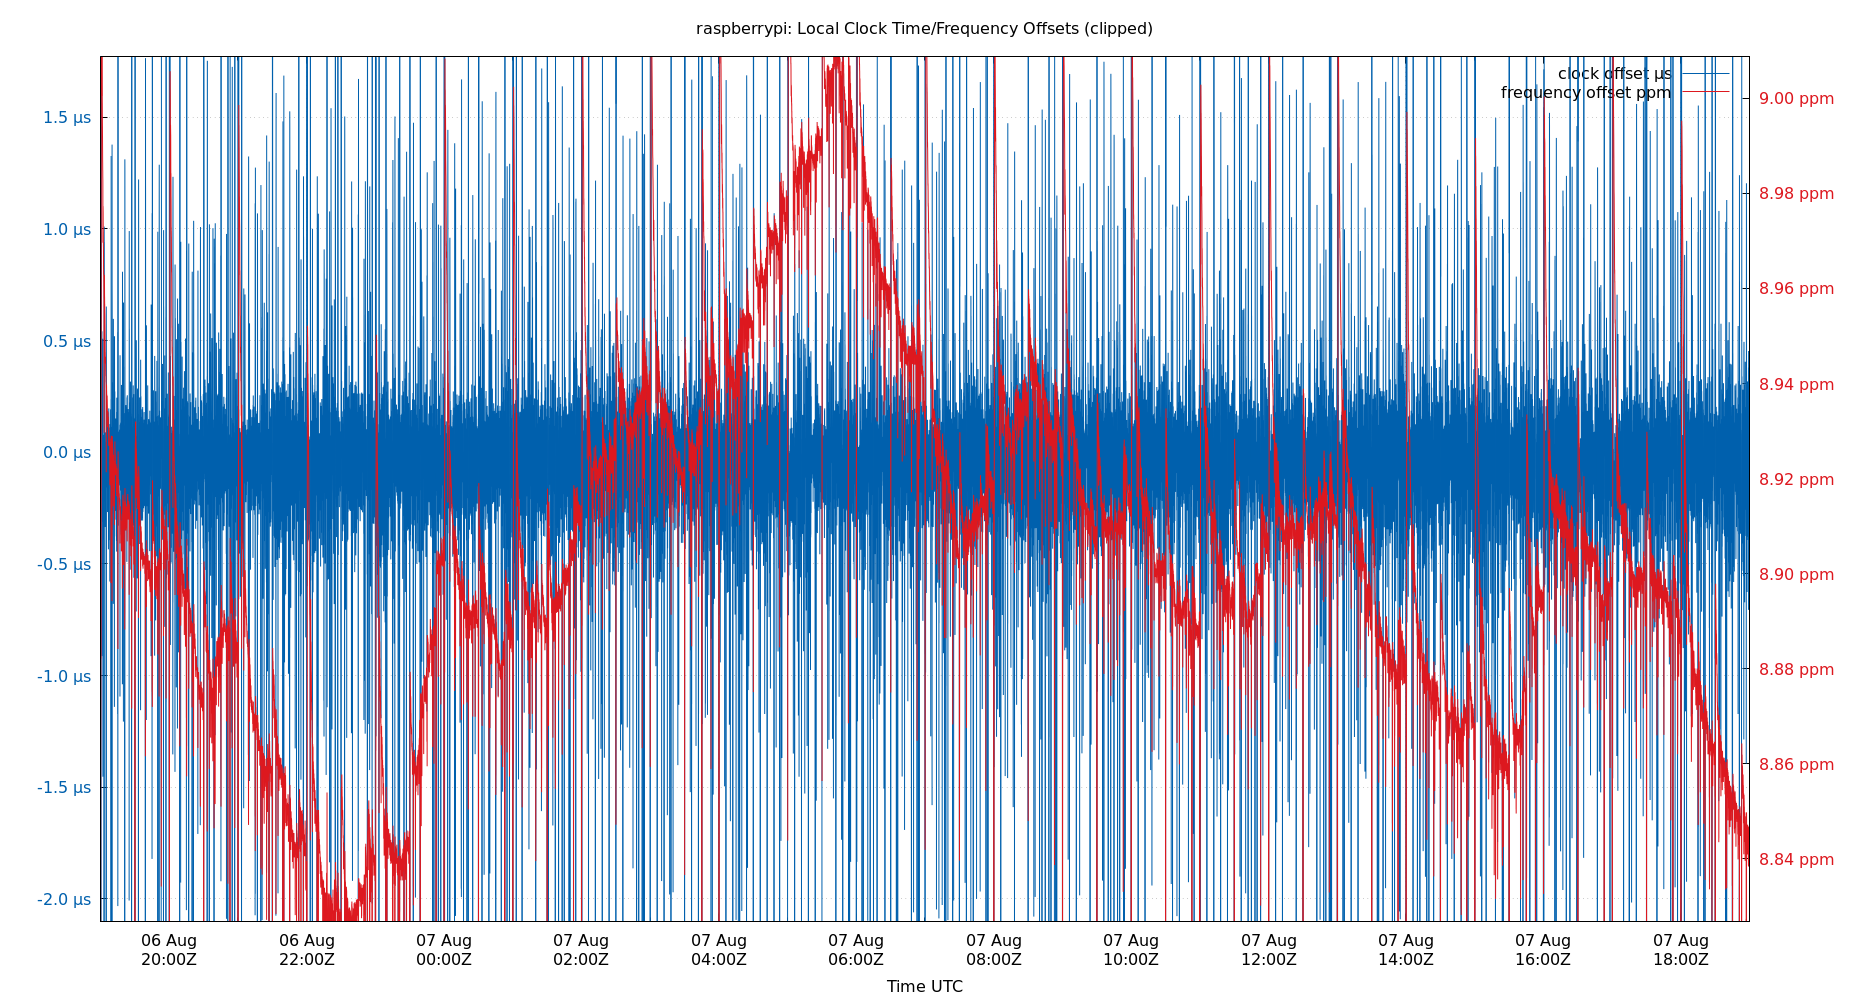 raspberrypi: Local Clock Time/Frequency Offsets (clipped)
clock offset μs
frequency offset ppm
1.5 μs
1.0 μs
0.5 μs
0.0 μs
-0.5 μs
-1.0 μs
-1.5 μs
-2.0 μs
9.00 ppm
8.98 ppm
8.96 ppm
8.94 ppm
8.92 ppm
8.90 ppm
8.88 ppm
8.86 ppm
8.84 ppm
06 Aug 06 Aug 07 Aug 07 Aug 07 Aug 07 Aug 07 Aug 07 Aug 07 Aug 07 Aug 07 Aug 07 Aug
20:00Z 22:00Z 00:00Z 02:00Z 04:00Z 06:00Z 08:00Z 10:00Z 12:00Z 14:00Z 16:00Z 18:00Z
Time UTC